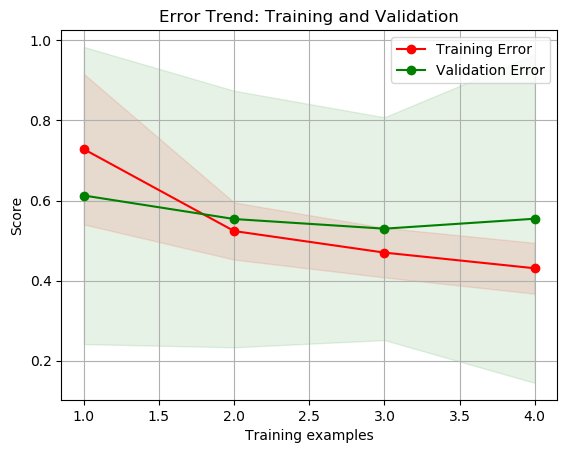 Error Trend: Training and Validation
Training Error
Validation Error
Score
1.0
0.8
0.6
0.4
0.2
1.0 1.5 2.0 2.5 3.0 3.5 4.0
Training examples